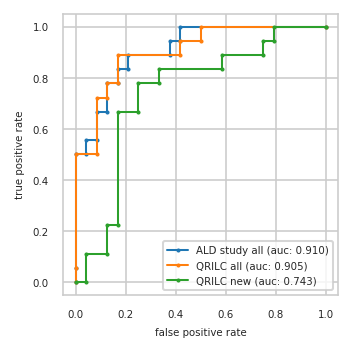 1.0
0.8
0.6
0.4
0.2
0.0
true positive rate
ALD study all (auc: 0.910)
QRILC all (auc: 0.905)
QRILC new (auc: 0.743)
0.0 0.2 0.4 0.6 0.8 1.0
false positive rate